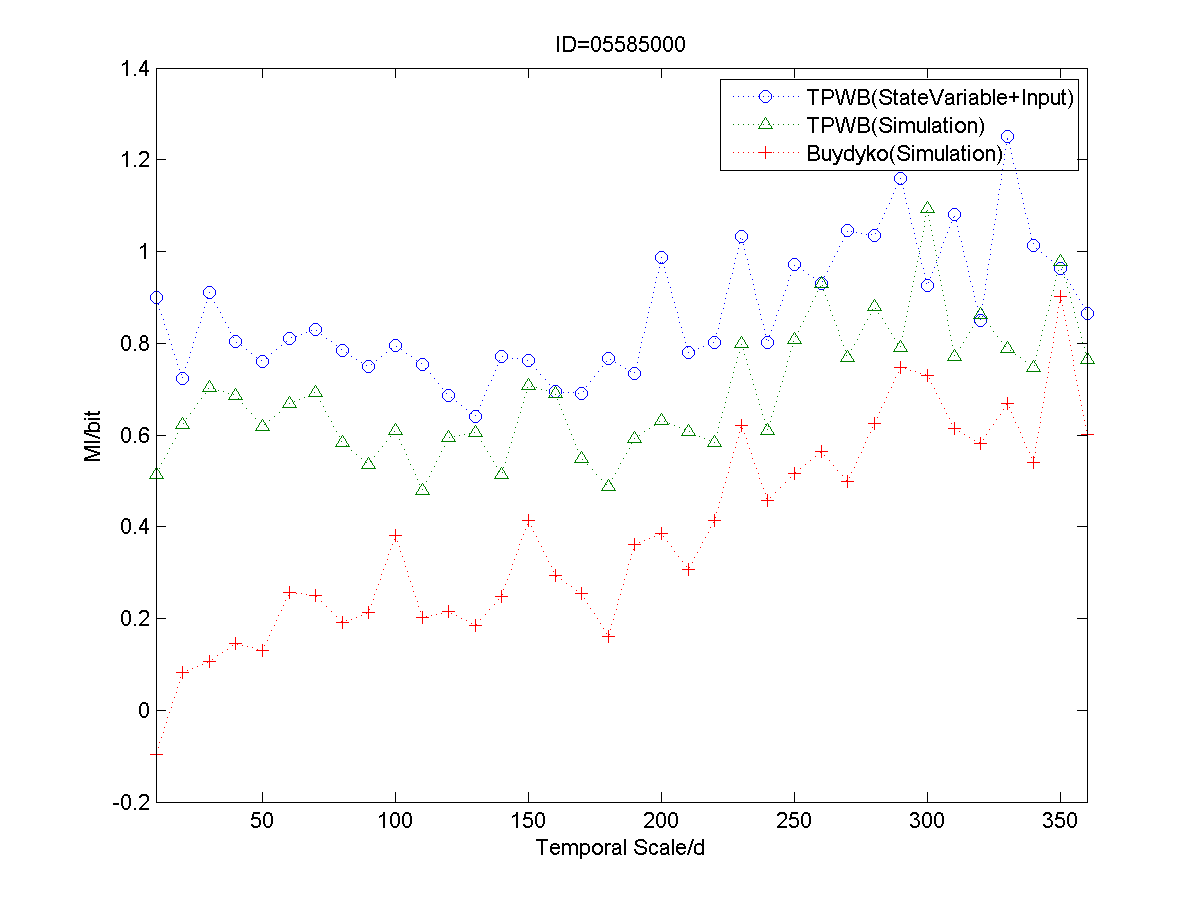 ID=05585000
1.4
1.2
1
0.8
0.6
0.4
0.2
0
-0.2
MI/bit
TPWB(StateVariable+Input)
TPWB(Simulation)
Buydyko(Simulation)
50 100 150 200 250 300 350
Temporal Scale/d